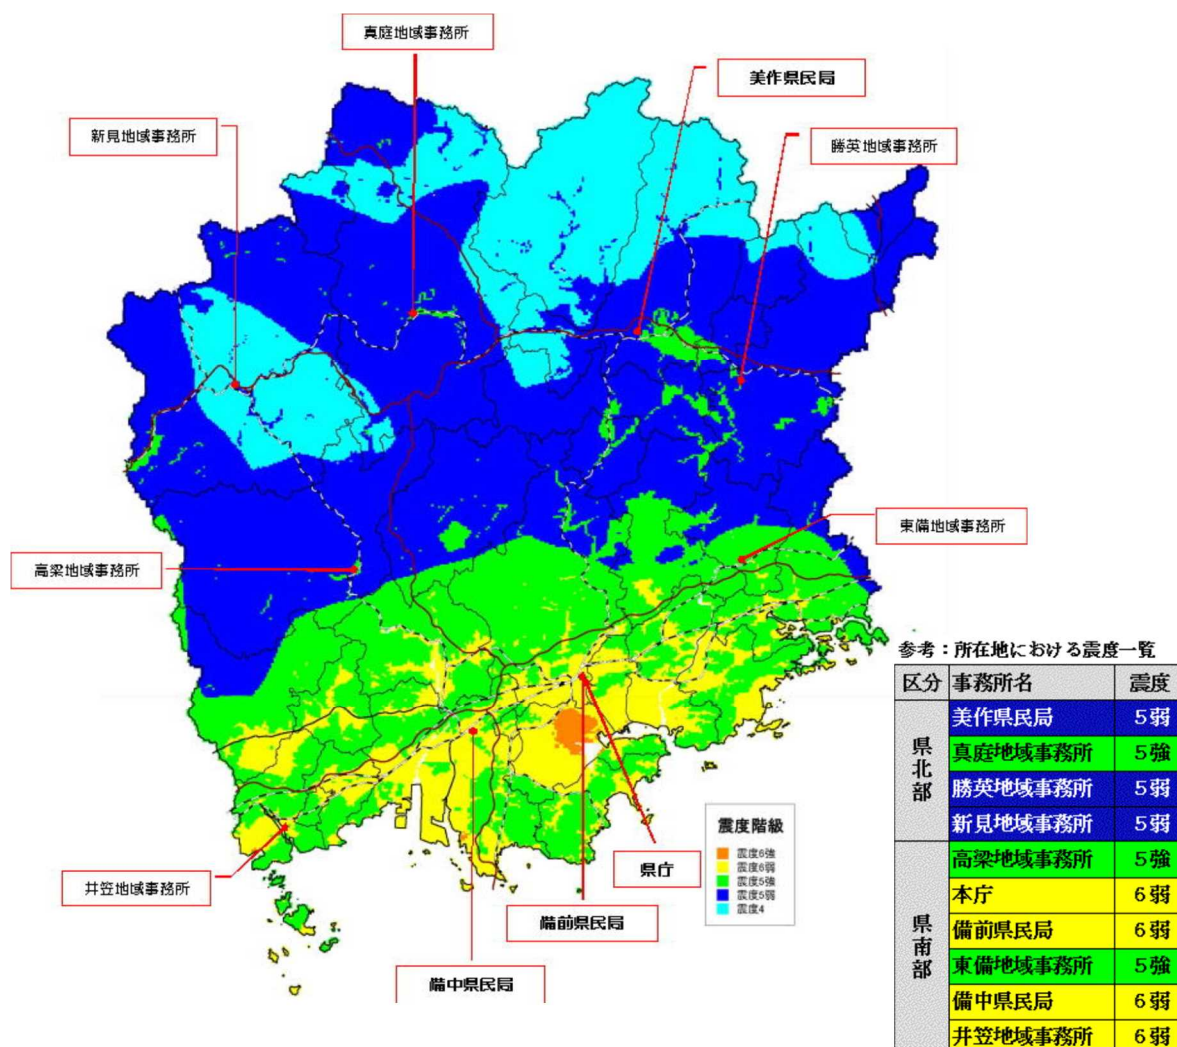 真庭地域事務所
美作県民局
新見地域事務所
勝英地域事務所
東備地域事務所
高梁地域事務所
井笠地域事務所
県庁
備前県民局
備中県民局
震度階級
震度6強
震度6弱
震度5強
震度5弱
震度4
参考：所在地における震度一覧
区分 事務所名 震度
県北部
美作県民局 5弱
真庭地域事務所 5強
勝英地域事務所 5弱
新見地域事務所 5弱
県南部
高梁地域事務所 5強
本庁 6弱
備前県民局 6弱
東備地域事務所 5強
備中県民局 6弱
井笠地域事務所 6弱